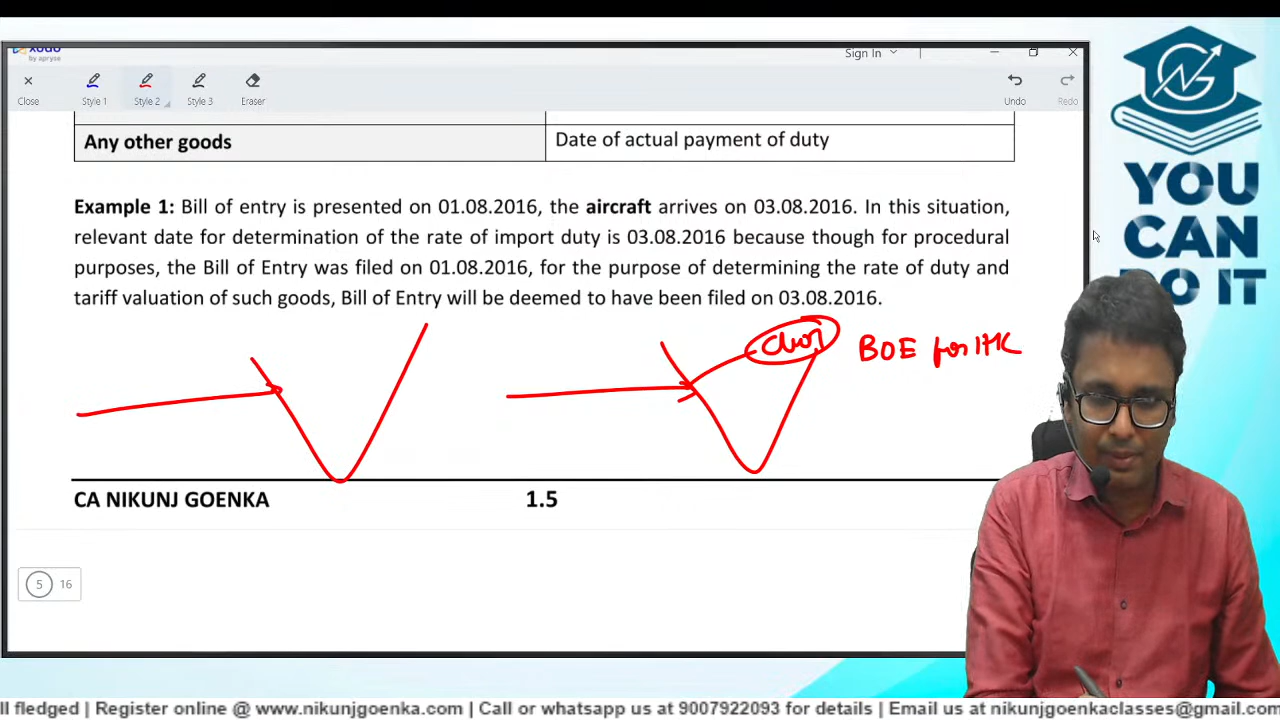 xodo
by apryse
Sign In
Close
Style 1
Style 2
Style 3
Eraser
Undo
Redo
Any other goods
Date of actual payment of duty
Example 1: Bill of entry is presented on 01.08.2016, the aircraft arrives on 03.08.2016. In this situation,
relevant date for determination of the rate of import duty is 03.08.2016 because though for procedural
purposes, the Bill of Entry was filed on 01.08.2016, for the purpose of determining the rate of duty and
tariff valuation of such goods, Bill of Entry will be deemed to have been filed on 03.08.2016.
BOE for
CA NIKUNJ GOENKA
1.5
5
16
YOU
CAN
DO IT
ll fledged | Register online @ www.nikunjgoenka.com | Call or whatsapp us at 9007922093 for details | Email us at nikunjgoenkaclasses@gmail.com